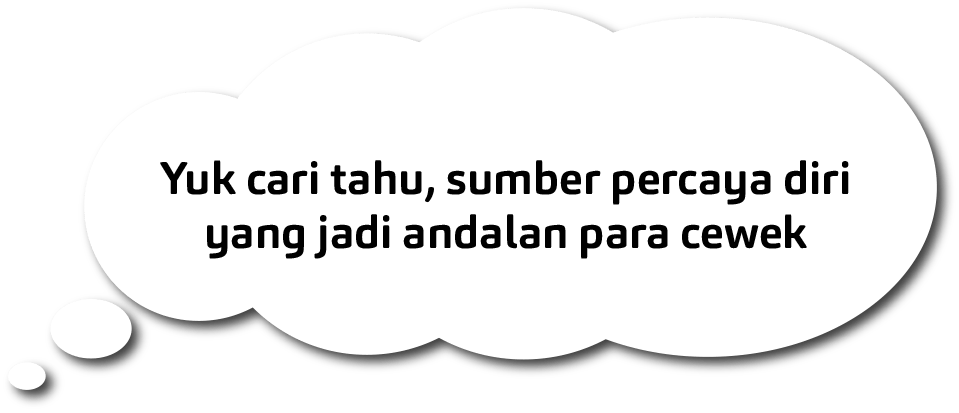 Yuk cari tahu, sumber percaya diri
yang jadi andalan para cewek